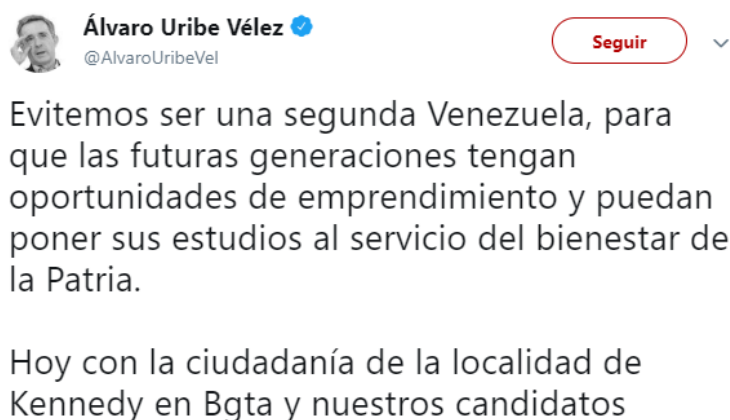 Álvaro Uribe Vélez
@AlvaroUribeVel
Seguir
Evitemos ser una segunda Venezuela, para
que las futuras generaciones tengan
oportunidades de emprendimiento y puedan
poner sus estudios al servicio del bienestar de
la Patria.
Hoy con la ciudadanía de la localidad de
Kennedy en Bgta y nuestros candidatos